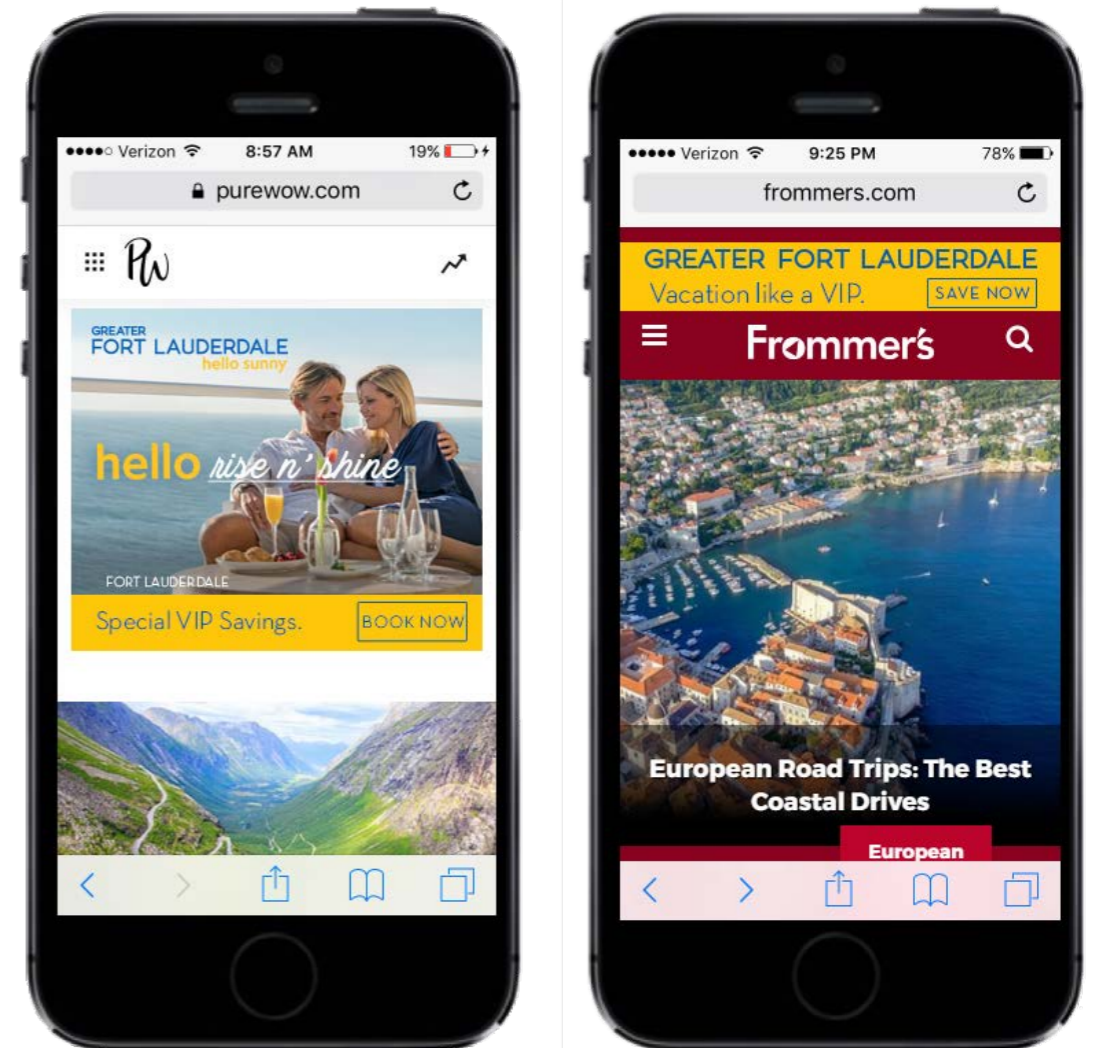 Verizon 8:57 AM 19%
purewow.com
PW
GREATER
FORT LAUDERDALE
hello sunny
hello rise n' shine
FORT LAUDERDALE
Special VIP Savings. BOOK NOW
Verizon 9:25 PM 78%
frommers.com
GREATER FORT LAUDERDALE
Vacation like a VIP. SAVE NOW
Frommer's
European Road Trips: The Best
Coastal Drives
European